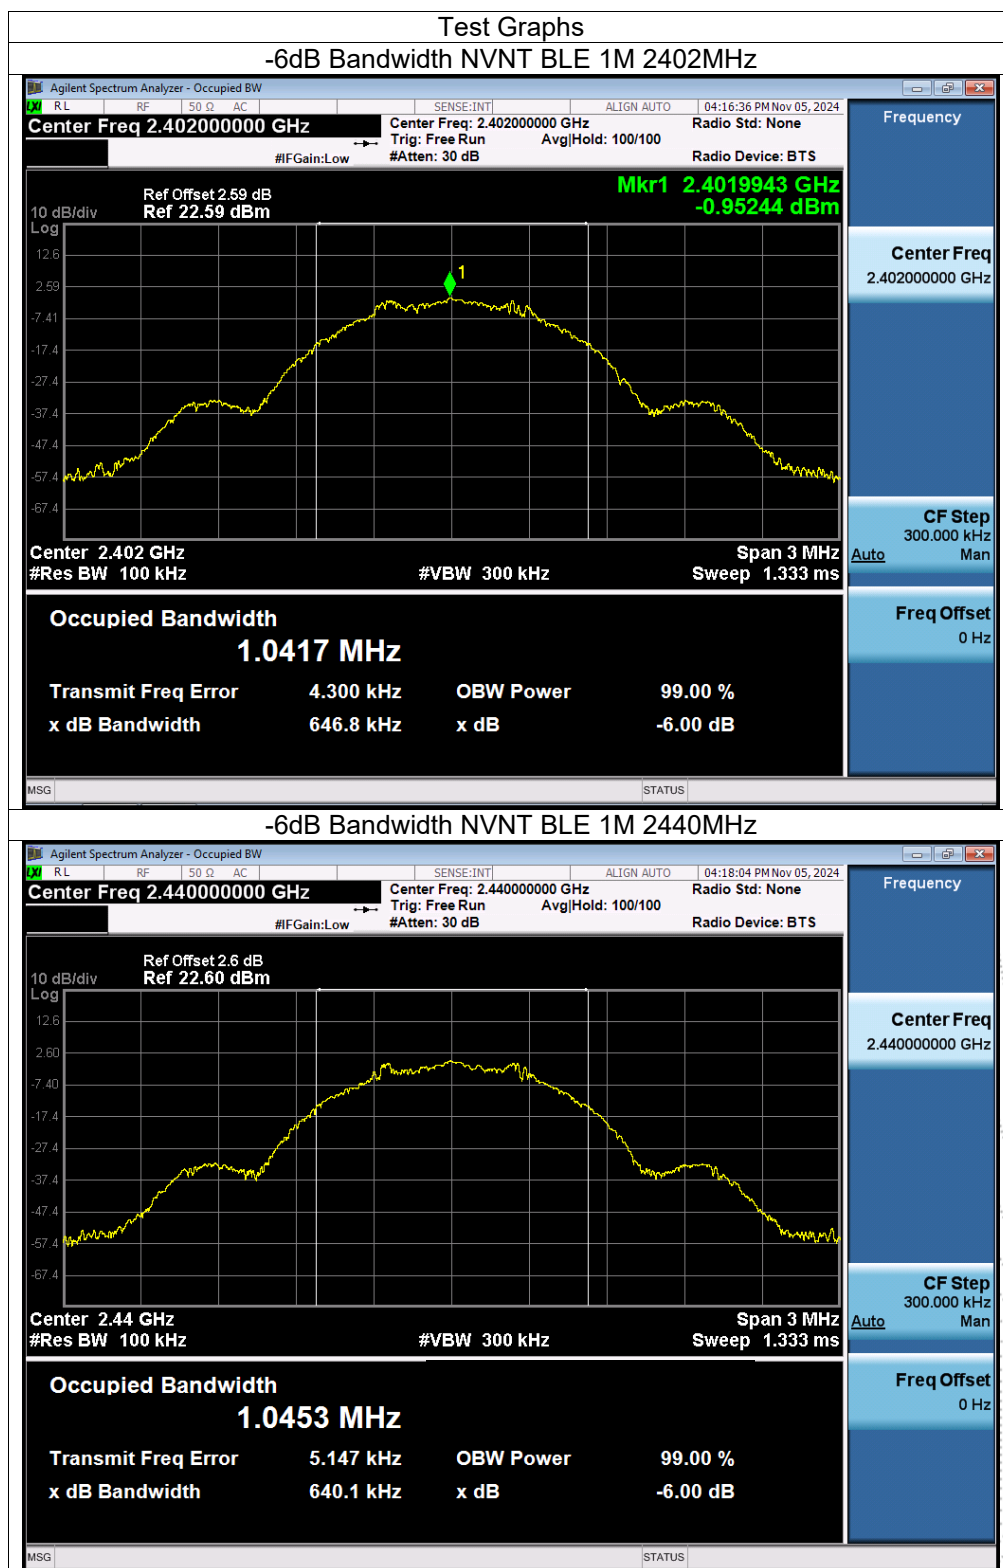 Test Graphs
-6dB Bandwidth NVNT BLE 1M 2402MHz
Agilent Spectrum Analyzer - Occupied BW
LXI RL RF 50 Ω AC SENSE:INT ALIGN AUTO 04:16:36 PM Nov 05, 2024
Center Freq 2.402000000 GHz Center Freq: 2.402000000 GHz Radio Std: None
Trig: Free Run Avg|Hold: 100/100
#IFGain:Low #Atten: 30 dB Radio Device: BTS
Frequency
Mkr1 2.4019943 GHz
-0.95244 dBm
Ref Offset 2.59 dB
10 dB/div Ref 22.59 dBm
Log
12.6
2.59
-7.41
-17.4
-27.4
-37.4
-47.4
-57.4
-67.4
1
Center 2.402 GHz Span 3 MHz
#Res BW 100 kHz #VBW 300 kHz Sweep 1.333 ms
Center Freq
2.402000000 GHz
CF Step
300.000 kHz
Auto Man
Freq Offset
0 Hz
Occupied Bandwidth
1.0417 MHz
Transmit Freq Error 4.300 kHz OBW Power 99.00 %
x dB Bandwidth 646.8 kHz x dB -6.00 dB
MSG STATUS
-6dB Bandwidth NVNT BLE 1M 2440MHz
Agilent Spectrum Analyzer - Occupied BW
LXI RL RF 50 Ω AC SENSE:INT ALIGN AUTO 04:18:04 PM Nov 05, 2024
Center Freq 2.440000000 GHz Center Freq: 2.440000000 GHz Radio Std: None
Trig: Free Run Avg|Hold: 100/100
#IFGain:Low #Atten: 30 dB Radio Device: BTS
Frequency
Ref Offset 2.6 dB
10 dB/div Ref 22.60 dBm
Log
12.6
2.60
-7.40
-17.4
-27.4
-37.4
-47.4
-57.4
-67.4
Center 2.44 GHz Span 3 MHz
#Res BW 100 kHz #VBW 300 kHz Sweep 1.333 ms
Center Freq
2.440000000 GHz
CF Step
300.000 kHz
Auto Man
Freq Offset
0 Hz
Occupied Bandwidth
1.0453 MHz
Transmit Freq Error 5.147 kHz OBW Power 99.00 %
x dB Bandwidth 640.1 kHz x dB -6.00 dB
MSG STATUS